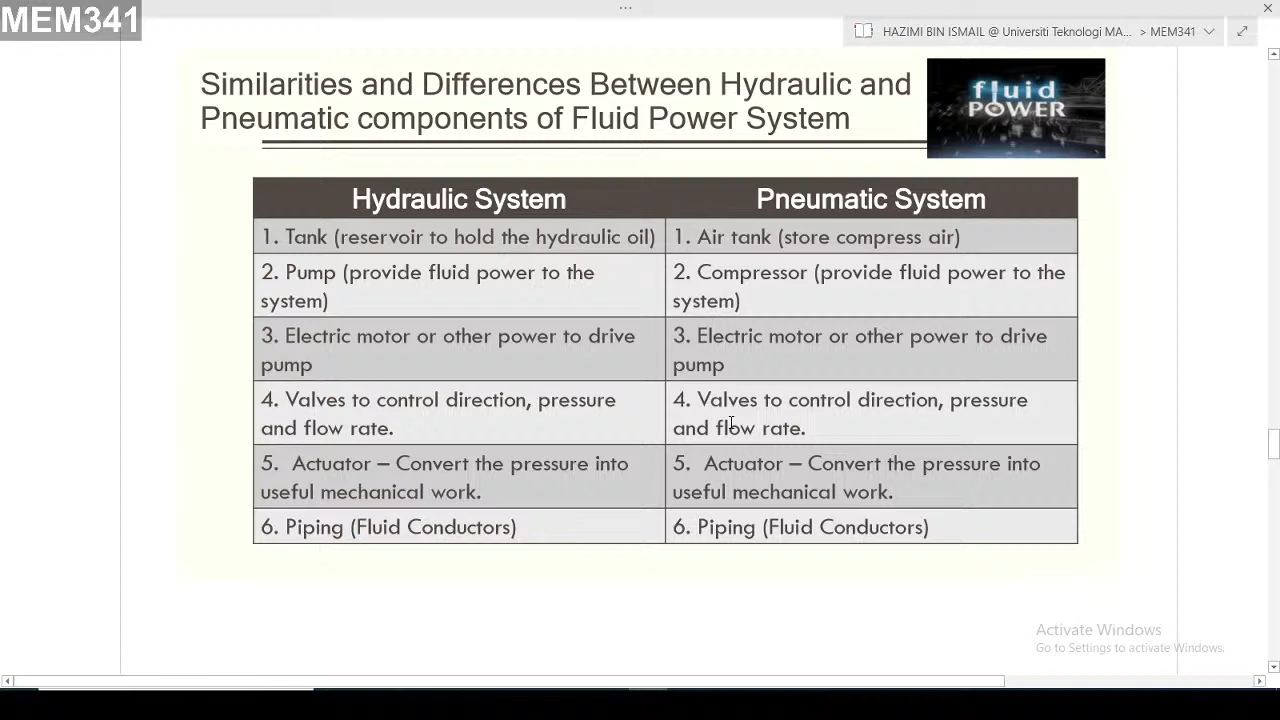 MEM341
HAZIMI BIN ISMAIL @ Universiti Teknologi MA... > MEM341
Similarities and Differences Between Hydraulic and
Pneumatic components of Fluid Power System
fluid
POWER
Hydraulic System
Pneumatic System
1. Tank (reservoir to hold the hydraulic oil)
1. Air tank (store compress air)
2. Pump (provide fluid power to the
system)
2. Compressor (provide fluid power to the
system)
3. Electric motor or other power to drive
pump
3. Electric motor or other power to drive
pump
4. Valves to control direction, pressure
and flow rate.
4. Valves to control direction, pressure
and flow rate.
5. Actuator – Convert the pressure into
useful mechanical work.
5. Actuator – Convert the pressure into
useful mechanical work.
6. Piping (Fluid Conductors)
6. Piping (Fluid Conductors)
Activate Windows
Go to Settings to activate Windows.